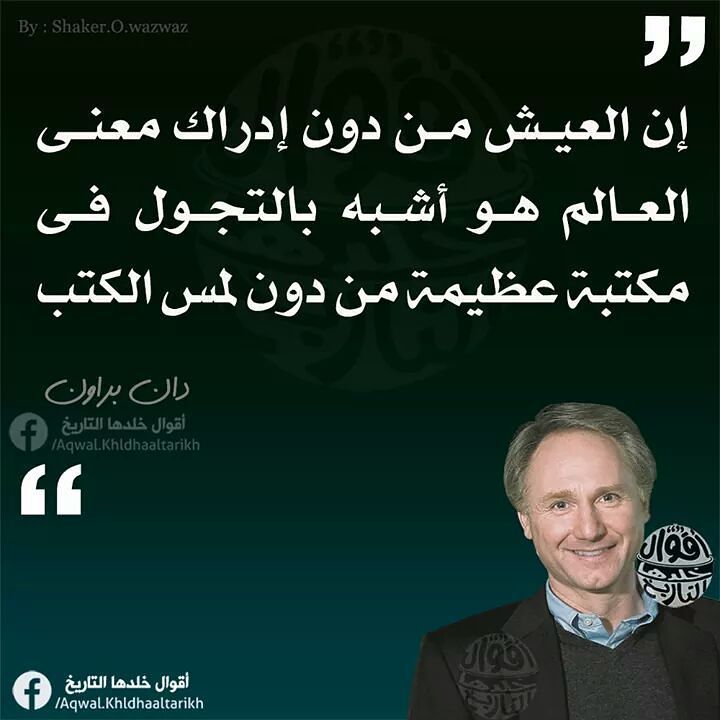 By : Shaker.O.wazwaz
إن العيش من دون إدراك معنى
العالم هو أشبه بالتجول فى
مكتبة عظيمة من دون لمس الكتب
دان براون
أقوال خلدها التاريخ
/Aqwal.Khldhaaltarikh
أقوال خلدها التاريخ
أقوال خلدها التاريخ
/Aqwal.Khldhaaltarikh